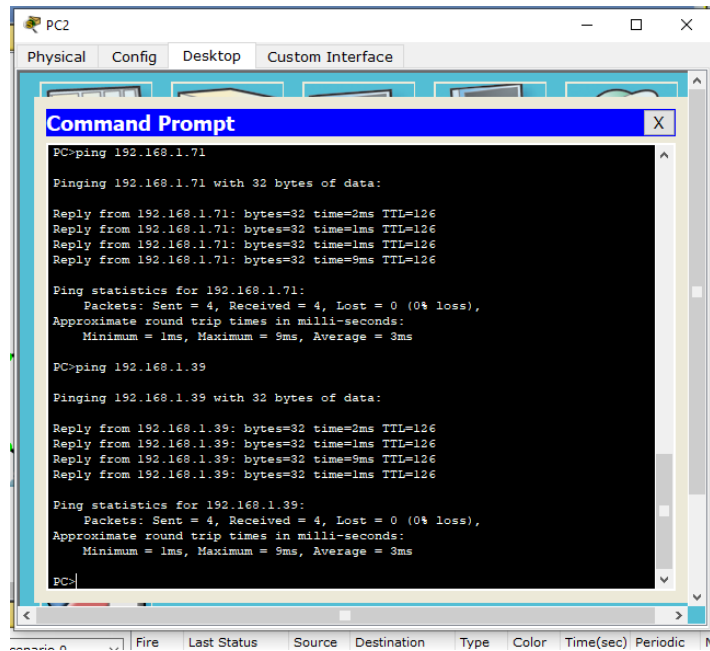 PC2
Physical Config Desktop Custom Interface
Command Prompt X
PC>ping 192.168.1.71
Pinging 192.168.1.71 with 32 bytes of data:
Reply from 192.168.1.71: bytes=32 time=2ms TTL=126
Reply from 192.168.1.71: bytes=32 time=1ms TTL=126
Reply from 192.168.1.71: bytes=32 time=1ms TTL=126
Reply from 192.168.1.71: bytes=32 time=9ms TTL=126
Ping statistics for 192.168.1.71:
Packets: Sent = 4, Received = 4, Lost = 0 (0% loss),
Approximate round trip times in milli-seconds:
Minimum = 1ms, Maximum = 9ms, Average = 3ms
PC>ping 192.168.1.39
Pinging 192.168.1.39 with 32 bytes of data:
Reply from 192.168.1.39: bytes=32 time=2ms TTL=126
Reply from 192.168.1.39: bytes=32 time=1ms TTL=126
Reply from 192.168.1.39: bytes=32 time=9ms TTL=126
Reply from 192.168.1.39: bytes=32 time=1ms TTL=126
Ping statistics for 192.168.1.39:
Packets: Sent = 4, Received = 4, Lost = 0 (0% loss),
Approximate round trip times in milli-seconds:
Minimum = 1ms, Maximum = 9ms, Average = 3ms
PC>
Fire Last Status Source Destination Type Color Time(sec) Periodic